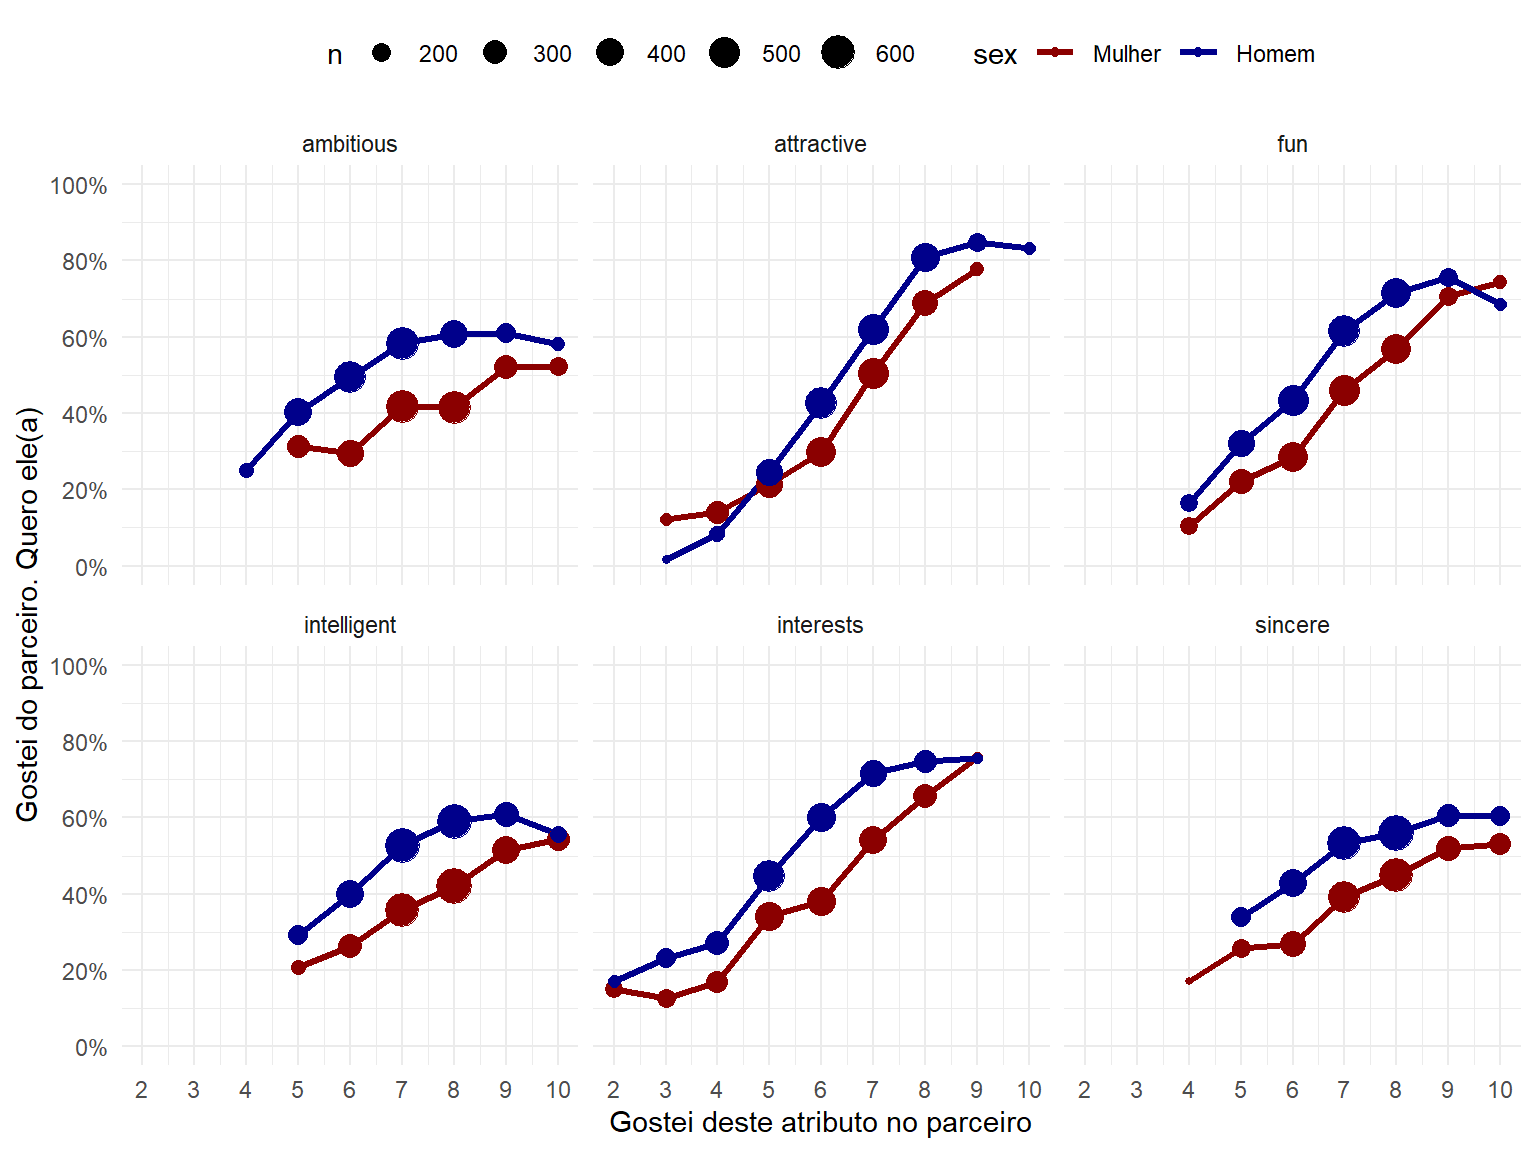 n 200 300 400 500 600 sex Mulher Homem
ambitious attractive fun
100%
80%
60%
40%
20%
0%
intelligent interests sincere
100%
80%
60%
40%
20%
0%
2 3 4 5 6 7 8 9 10 2 3 4 5 6 7 8 9 10 2 3 4 5 6 7 8 9 10
Gostei deste atributo no parceiro
Gostei do parceiro. Quero ele(a)